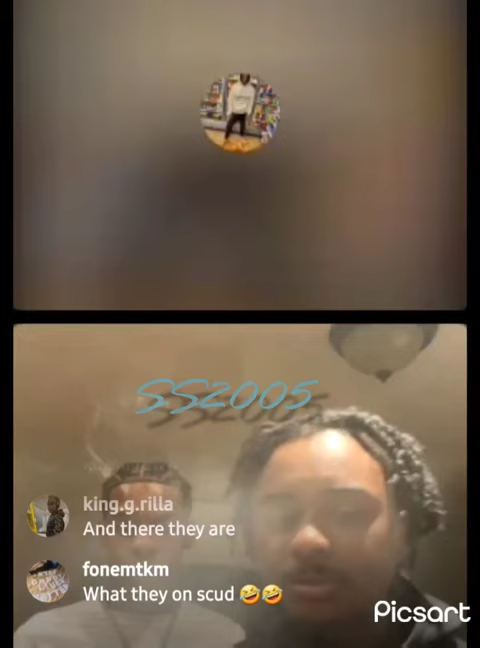 SS2005
king.g.rilla
And there they are
fonemtkm
What they on scud 🤣🤣
Picsart